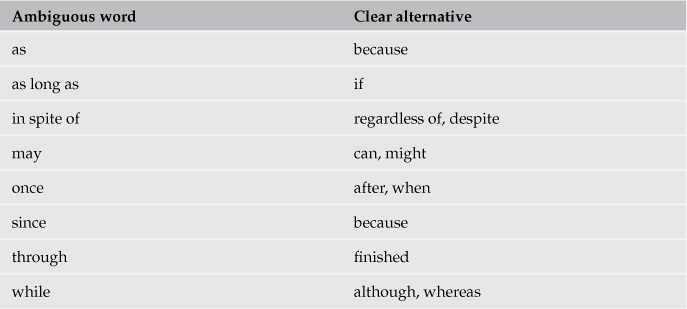 Ambiguous word Clear alternative
as because
as long as if
in spite of regardless of, despite
may can, might
once after, when
since because
through finished
while although, whereas